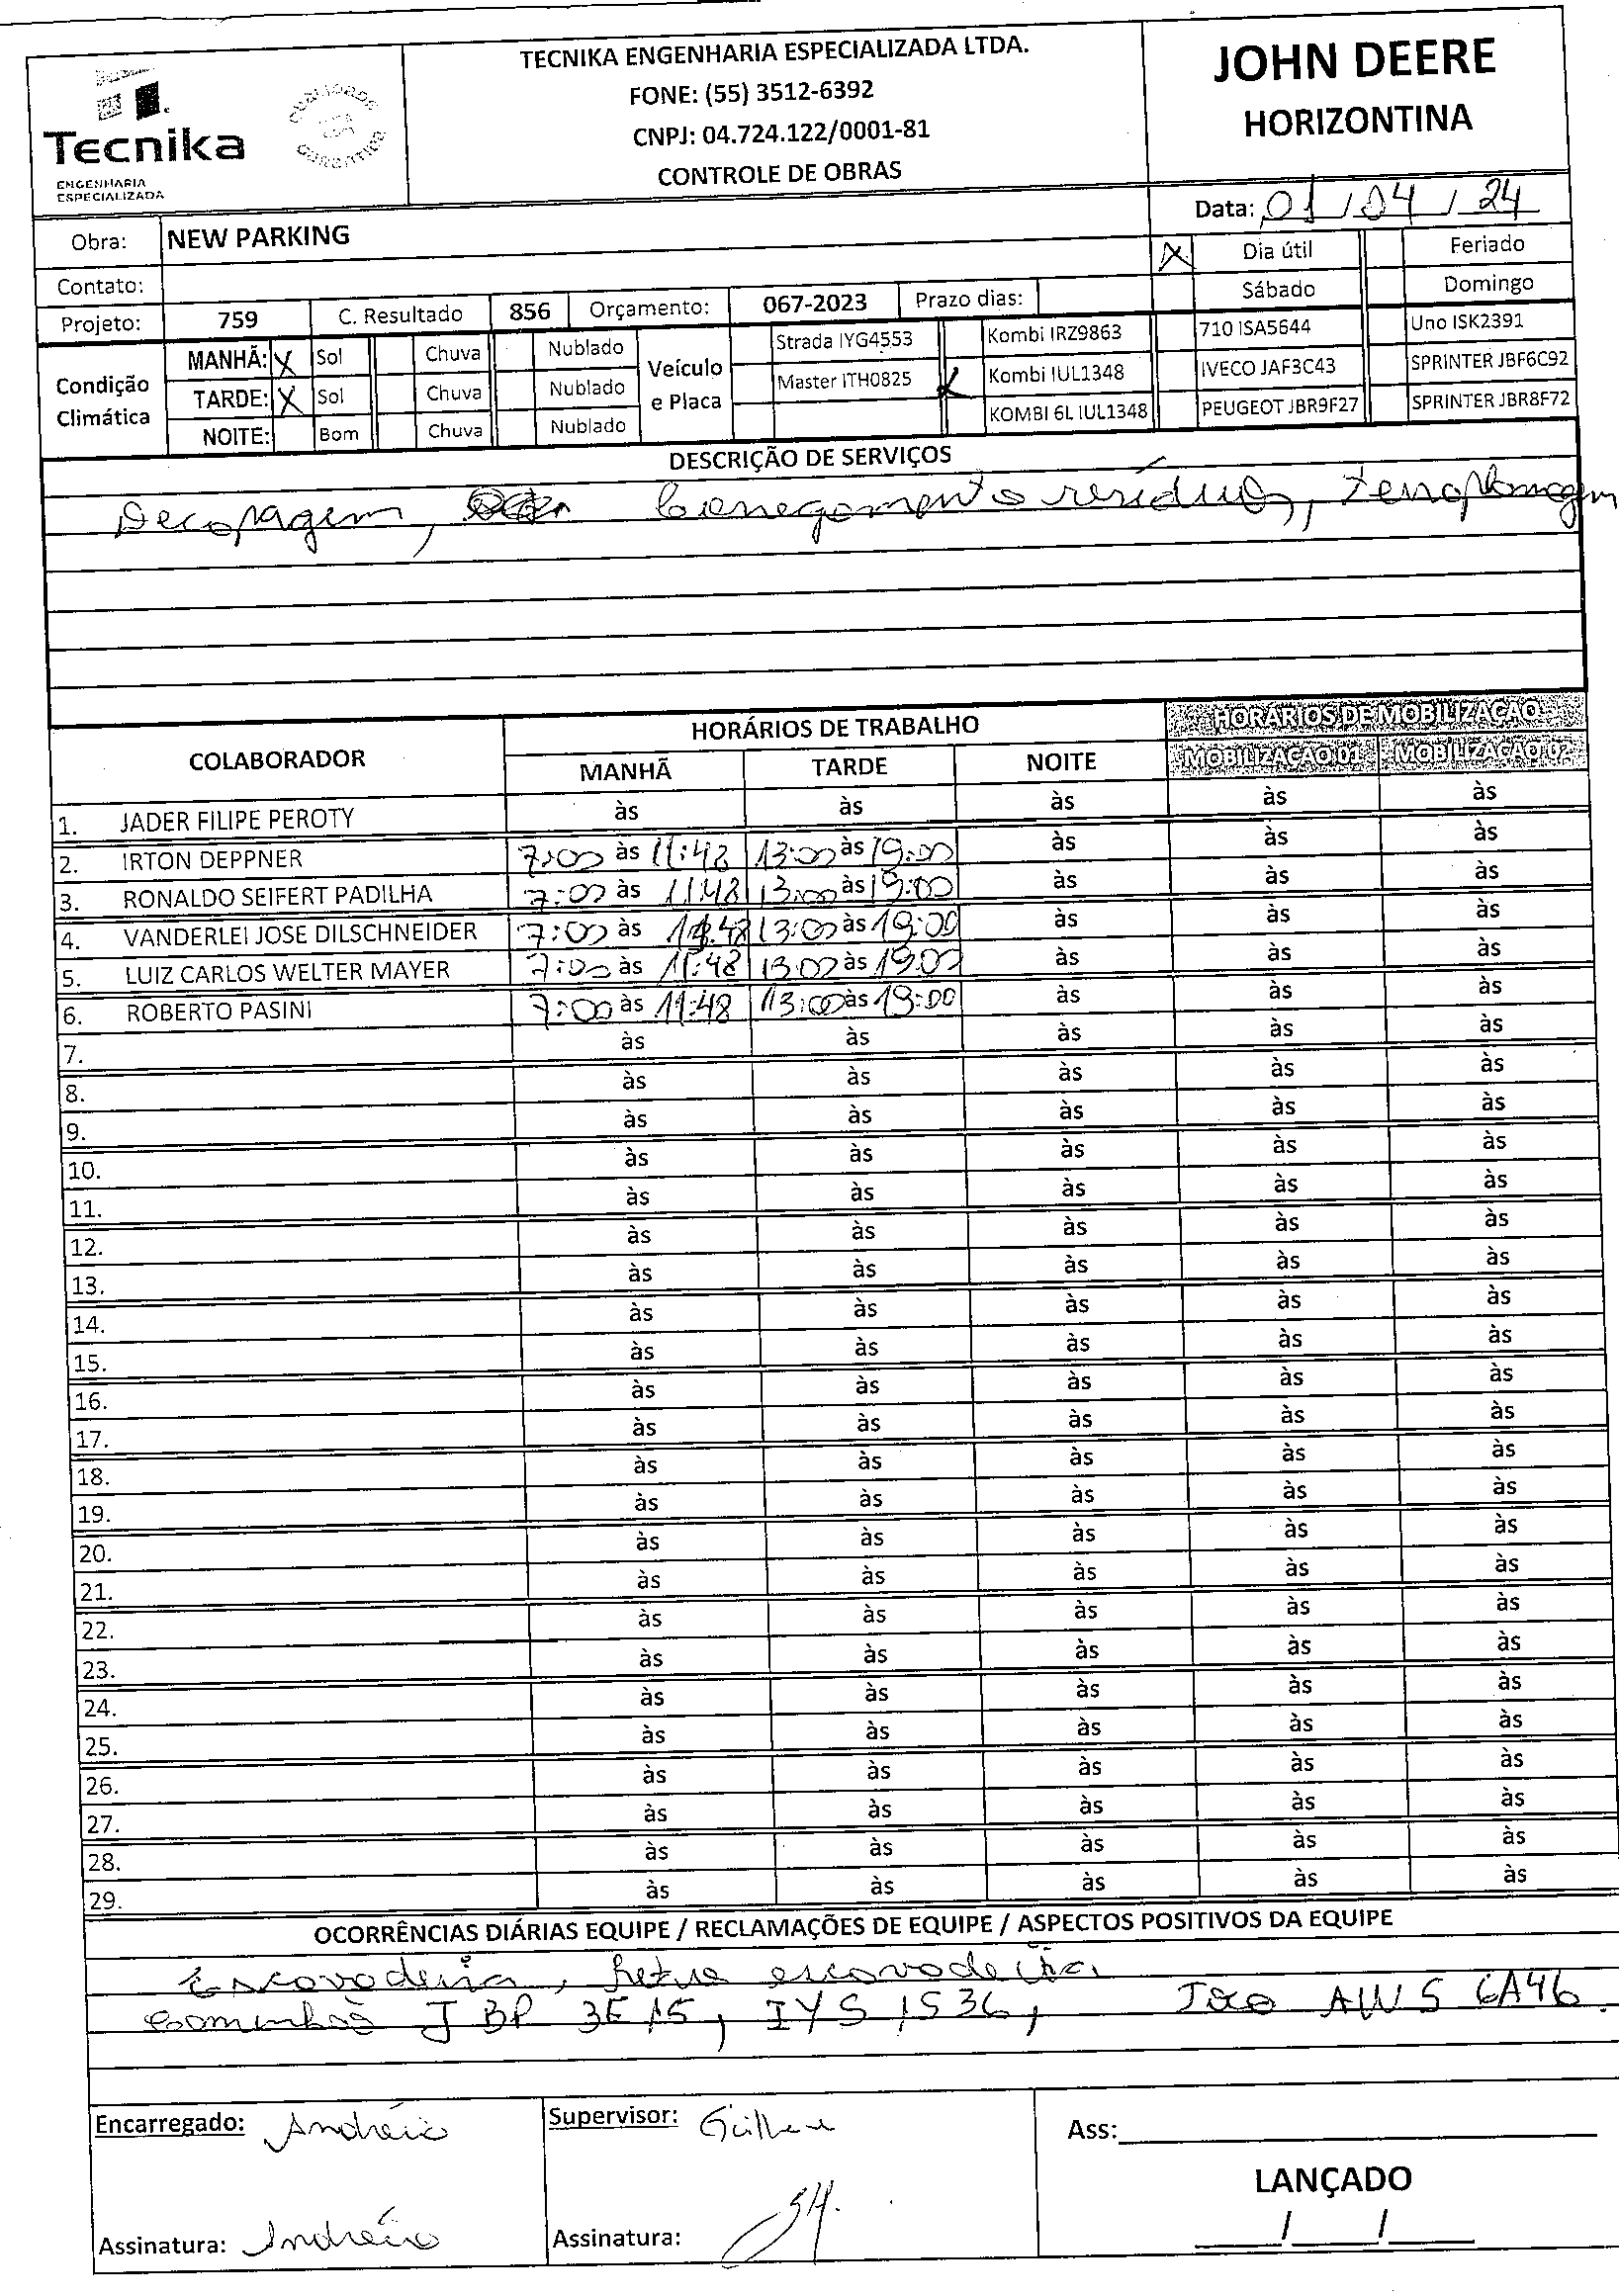 TECNIKA ENGENHARIA ESPECIALIZADA LTDA.
FONE: (55) 3512-6392
CNPJ: 04.724.122/0001-81
CONTROLE DE OBRAS
Tecnika
ENGENHARIA
ESPECIALIZADA
QUALIDADE
GARANTIDA
JOHN DEERE
HORIZONTINA
Data: 01/04/24
Obra: NEW PARKING
X Dia útil Feriado
Contato:
Sábado Domingo
Projeto: 759 C. Resultado 856 Orçamento: 067-2023 Prazo dias:
Condição Climática
MANHÃ: X Sol Chuva Nublado
TARDE: X Sol Chuva Nublado
NOITE: Bom Chuva Nublado
Veículo e Placa
Strada IYG4553 Kombi IRZ9863 710 ISA5644 Uno ISK2391
Master ITH0825 X Kombi IUL1348 IVECO JAF3C43 SPRINTER JBF6C92
KOMBI 6L IUL1348 PEUGEOT JBR9F27 SPRINTER JBR8F72
DESCRIÇÃO DE SERVIÇOS
Decapagem, carregamento resíduos, terraplanagem
COLABORADOR HORÁRIOS DE TRABALHO HORÁRIOS DE MOBILIZAÇÃO
MANHÃ TARDE NOITE MOBILIZAÇÃO 01 MOBILIZAÇÃO 02
1. JADER FILIPE PEROTY às às às às às
2. IRTON DEPPNER 7:00 às 11:48 13:00 às 19:00 às às às
3. RONALDO SEIFERT PADILHA 7:00 às 11:48 13:00 às 19:00 às às às
4. VANDERLEI JOSE DILSCHNEIDER 7:00 às 11:48 13:00 às 19:00 às às às
5. LUIZ CARLOS WELTER MAYER 7:00 às 11:48 13:00 às 19:00 às às às
6. ROBERTO PASINI 7:00 às 11:48 13:00 às 19:00 às às às
7. às às às às às
8. às às às às às
9. às às às às às
10. às às às às às
11. às às às às às
12. às às às às às
13. às às às às às
14. às às às às às
15. às às às às às
16. às às às às às
17. às às às às às
18. às às às às às
19. às às às às às
20. às às às às às
21. às às às às às
22. às às às às às
23. às às às às às
24. às às às às às
25. às às às às às
26. às às às às às
27. às às às às às
28. às às às às às
29. às às às às às
OCORRÊNCIAS DIÁRIAS EQUIPE / RECLAMAÇÕES DE EQUIPE / ASPECTOS POSITIVOS DA EQUIPE
Escavadeira, Retro escavadeira
Caminhão JBP 3E15, IYS 1S36, AWS 6A46.
Encarregado: Andréio
Supervisor: Guilher
Ass:
LANÇADO
Assinatura: Andréio
Assinatura:
/ /